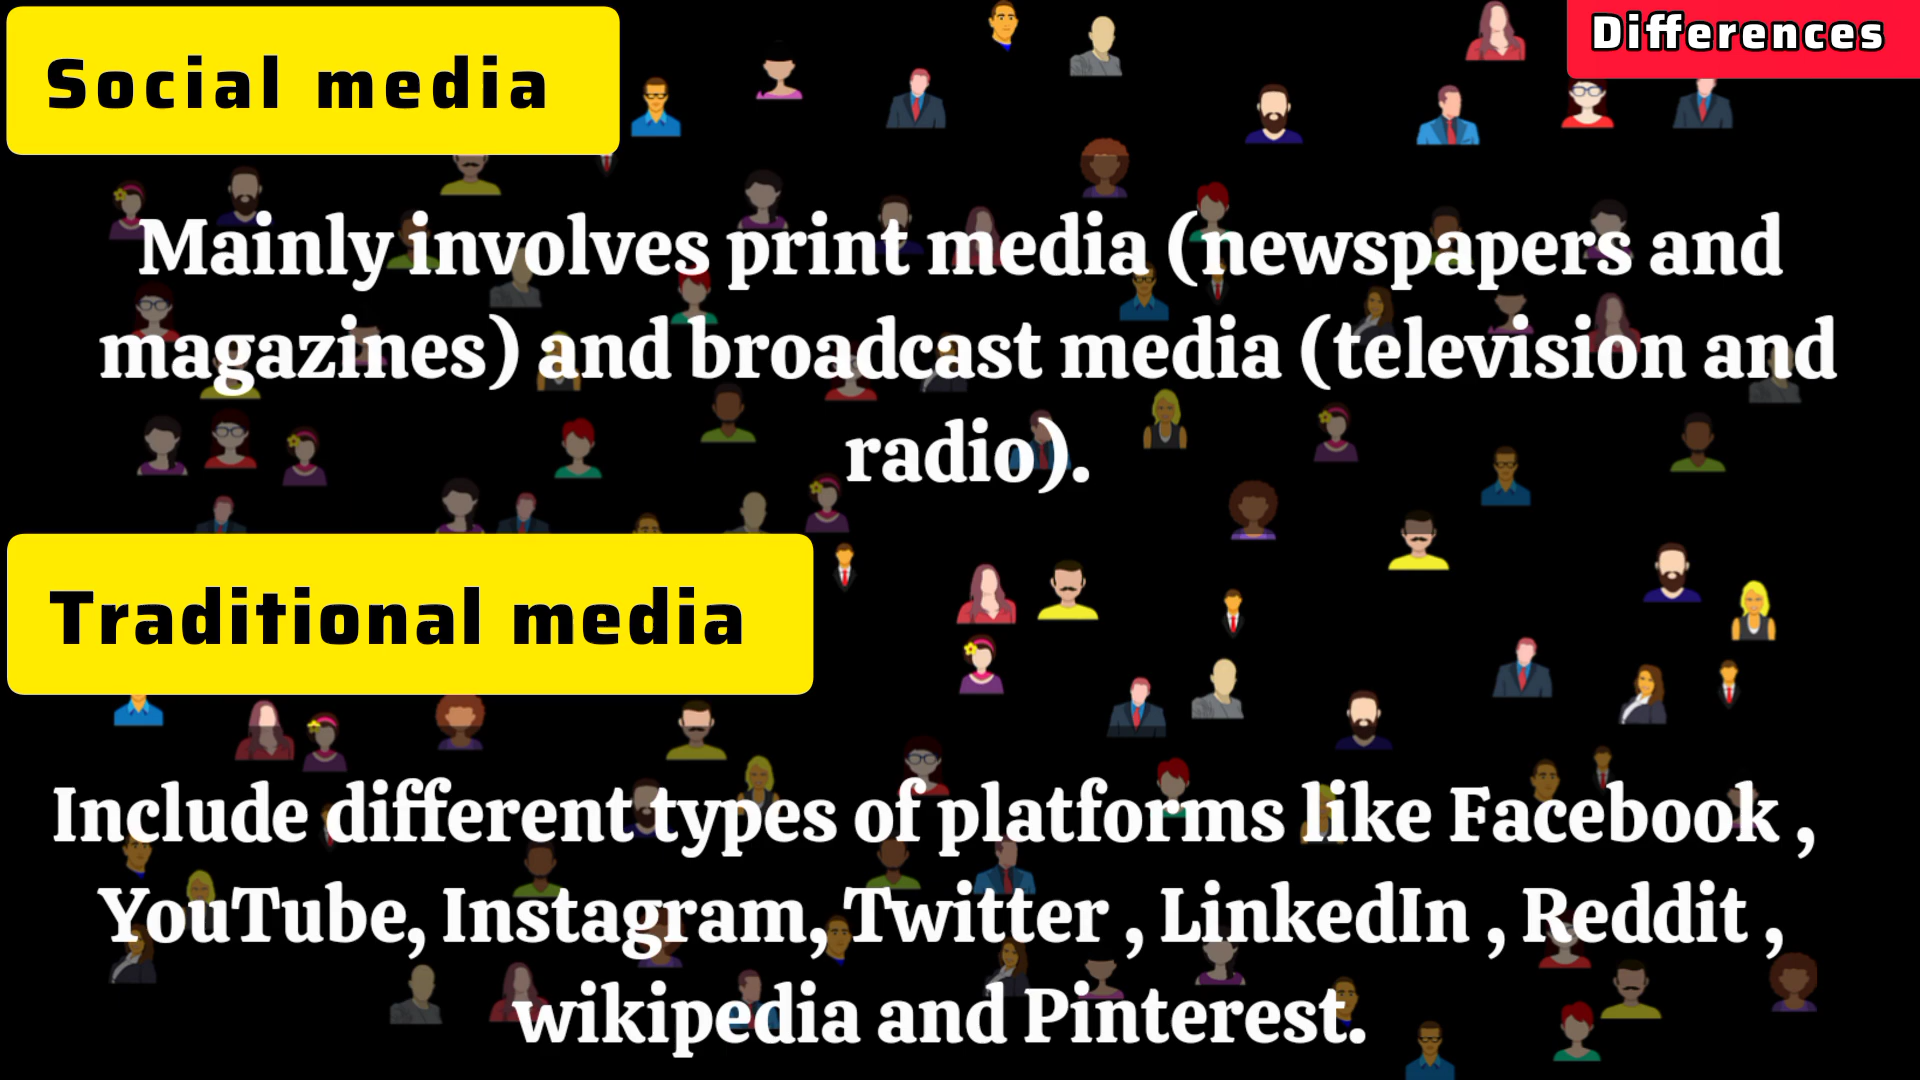 Social media
Differences
Mainly involves print media (newspapers and
magazines) and broadcast media (television and
radio).
Traditional media
Include different types of platforms like Facebook ,
YouTube, Instagram, Twitter , LinkedIn , Reddit ,
wikipedia and Pinterest.